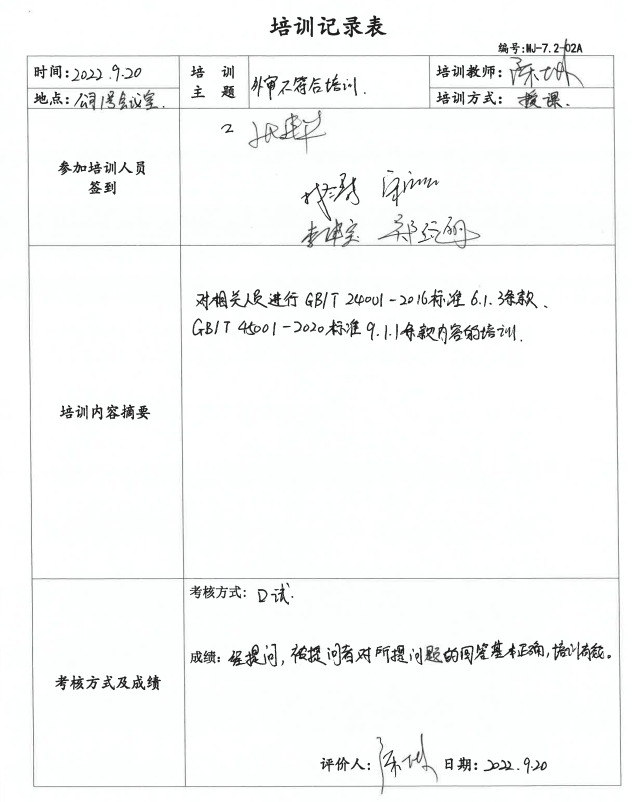 培训记录表
编号:MJ-7.2-02A
时间:2022.9.20
培训主题
外审不符合培训.
培训教师:
地点:公司1号会议室.
培训方式:授课.
参加培训人员
签到
李坤宝
培训内容摘要
对相关人员进行GB/T 24001-2016标准6.1.3条款、
GB/T 45001-2020标准9.1.1条款内容的培训.
考核方式及成绩
考核方式:口试.
成绩:经提问,被提问者对所提问题的回答基本正确,培训有效。
评价人:
日期:2022.9.20